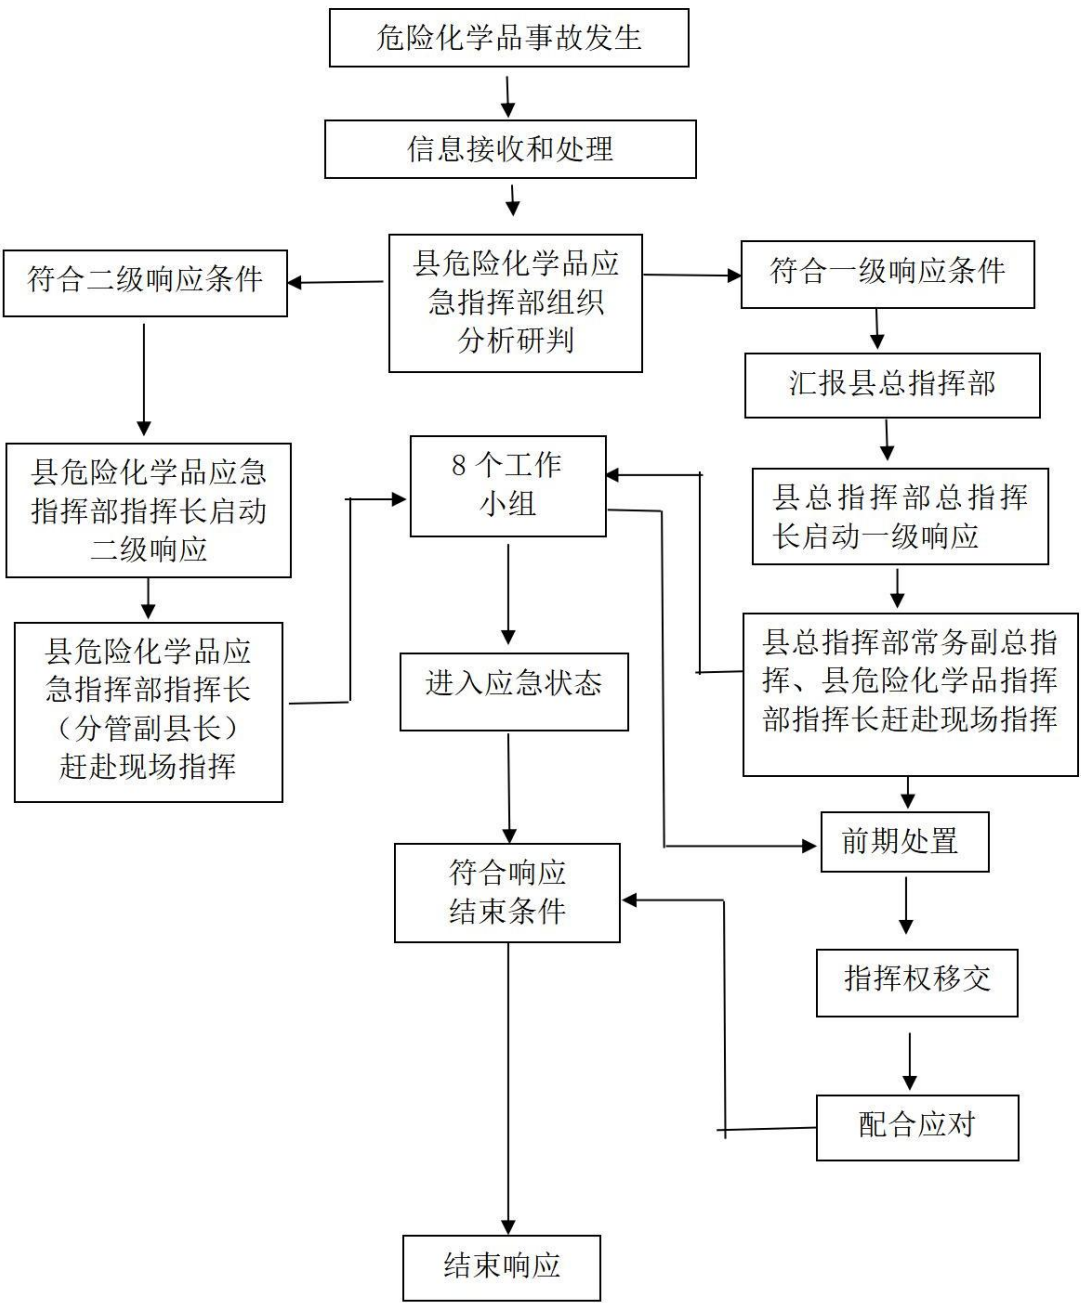 危险化学品事故发生
信息接收和处理
县危险化学品应
急指挥部组织
分析研判
符合二级响应条件
符合一级响应条件
汇报县总指挥部
县危险化学品应急
指挥部指挥长启动
二级响应
8 个工作
小组
县总指挥部总指挥
长启动一级响应
县危险化学品应
急指挥部指挥长
（分管副县长）
赶赴现场指挥
进入应急状态
县总指挥部常务副总指
挥、县危险化学品指挥
部指挥长赶赴现场指挥
前期处置
符合响应
结束条件
指挥权移交
配合应对
结束响应